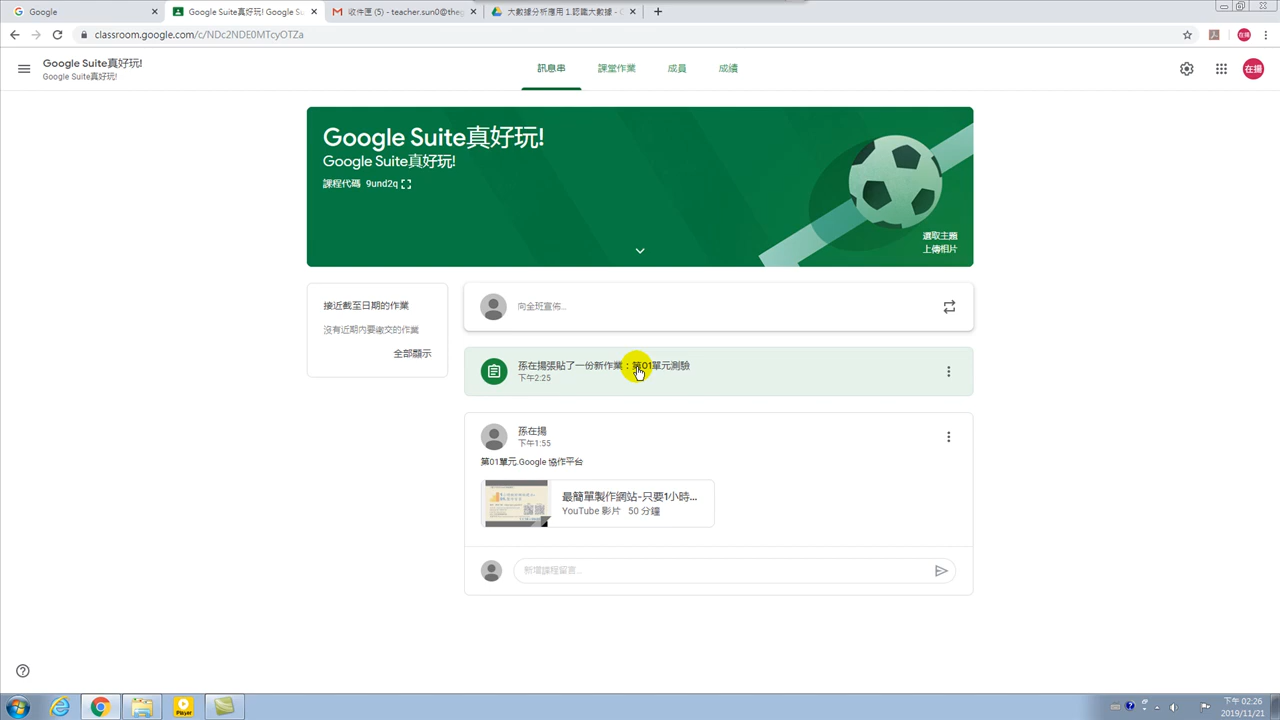 Google
Google Suite真好玩! Google Su
收件匣 (5) - teacher.sun0@the
大數據分析應用 1.認識大數據 - G
classroom.google.com/c/NDc2NDE0MTcyOTZa
在揚
Google Suite真好玩!
Google Suite真好玩!
訊息串
課堂作業
成員
成績
在揚
Google Suite真好玩!
Google Suite真好玩!
課程代碼 9und2q
選取主題
上傳相片
接近截至日期的作業
沒有近期內要繳交的作業
全部顯示
向全班宣佈...
孫在揚張貼了一份新作業：第01單元測驗
下午2:25
孫在揚
下午1:55
第01單元.Google 協作平台
最簡單製作網站-只要1小時...
YouTube 影片 50 分鐘
新增課程留言...
Player
下午 02:26
2019/11/21